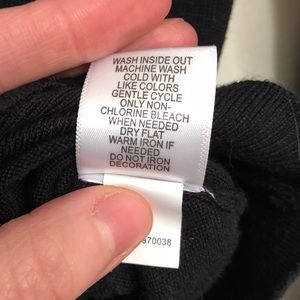 WASH INSIDE OUT
MACHINE WASH
COLD WITH
LIKE COLORS
GENTLE CYCLE
ONLY NON-
CHLORINE BLEACH
WHEN NEEDED
DRY FLAT
WARM IRON IF
NEEDED
DO NOT IRON
DECORATION
970038